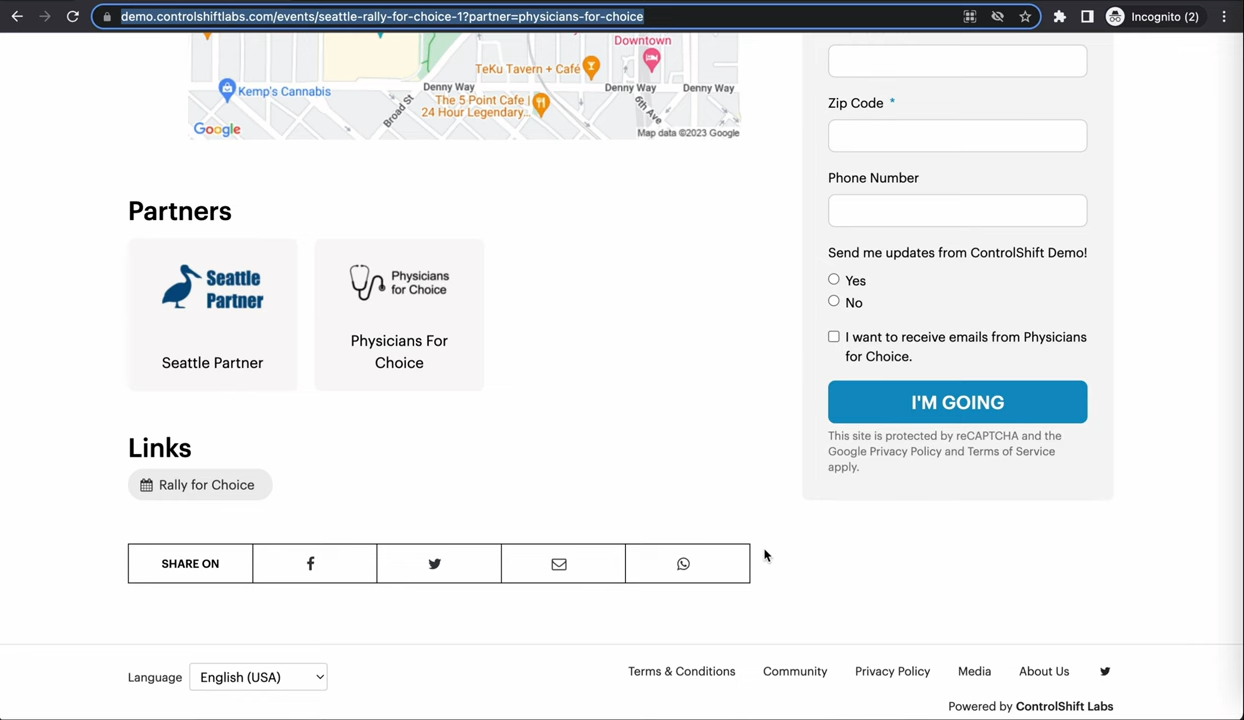 demo.controlshiftlabs.com/events/seattle-rally-for-choice-1?partner=physicians-for-choice
Incognito (2)
Downtown
TeKu Tavern + Café
Denny Way
Denny Way
Denny Way
Kemp's Cannabis
Broad St
The 5 Point Cafe |
24 Hour Legendary...
6th Ave
Google
Map data ©2023 Google
Partners
Seattle
Partner
Seattle Partner
Physicians
for Choice
Physicians For
Choice
Links
Rally for Choice
SHARE ON
Zip Code *
Phone Number
Send me updates from ControlShift Demo!
Yes
No
I want to receive emails from Physicians
for Choice.
I'M GOING
This site is protected by reCAPTCHA and the
Google Privacy Policy and Terms of Service
apply.
Language
English (USA)
Terms & Conditions
Community
Privacy Policy
Media
About Us
Powered by ControlShift Labs